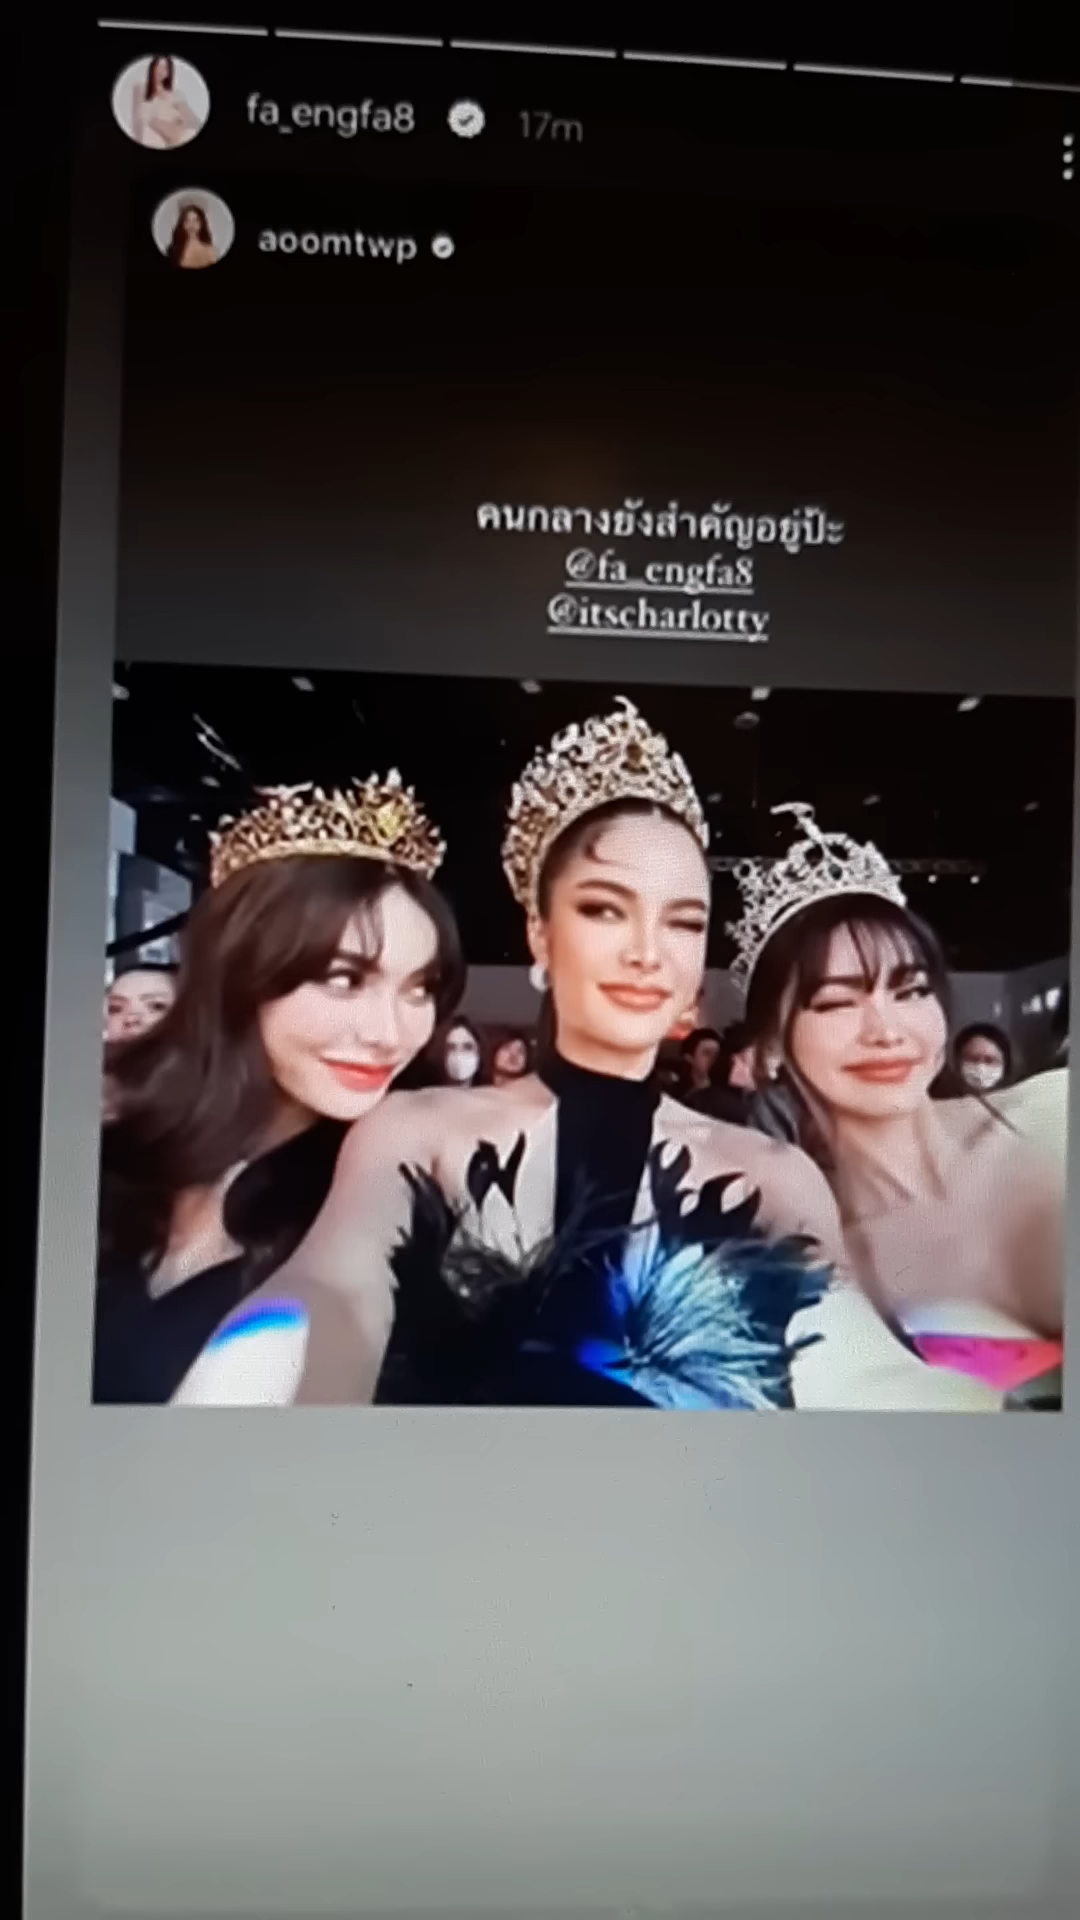 fa_engfa8 17m
aoomtwp
คนกลางยังสำคัญอยู่ป้ะ
@fa_engfa8
@itscharlotty